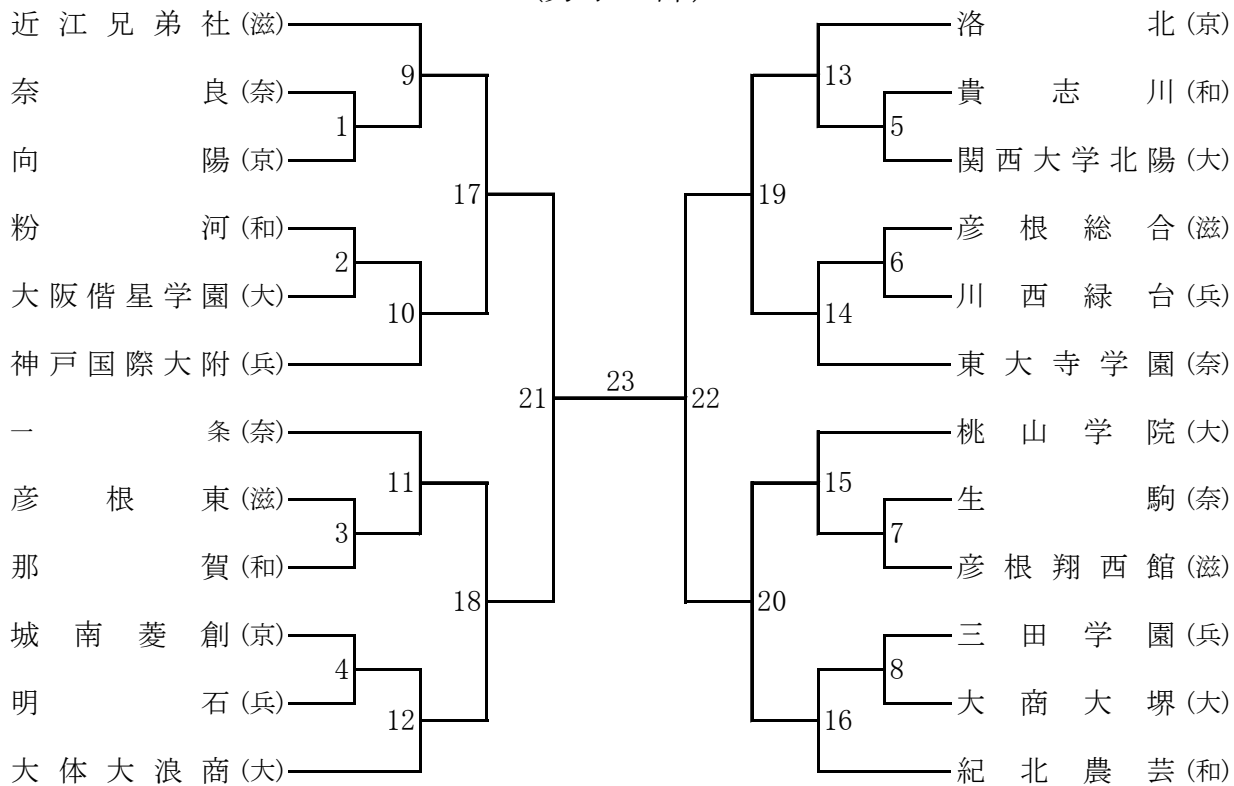 近江兄弟社(滋)
9
奈良(奈)
1
向陽(京)
17
粉河(和)
2
大阪偕星学園(大)
10
神戸国際大附(兵)
21
一条(奈)
11
彦根東(滋)
3
那賀(和)
18
城南菱創(京)
4
明石(兵)
12
大体大浪商(大)
23
洛北(京)
13
貴志川(和)
5
関西大学北陽(大)
19
彦根総合(滋)
6
川西緑台(兵)
14
東大寺学園(奈)
22
桃山学院(大)
15
生駒(奈)
7
彦根翔西館(滋)
20
三田学園(兵)
8
大商大堺(大)
16
紀北農芸(和)